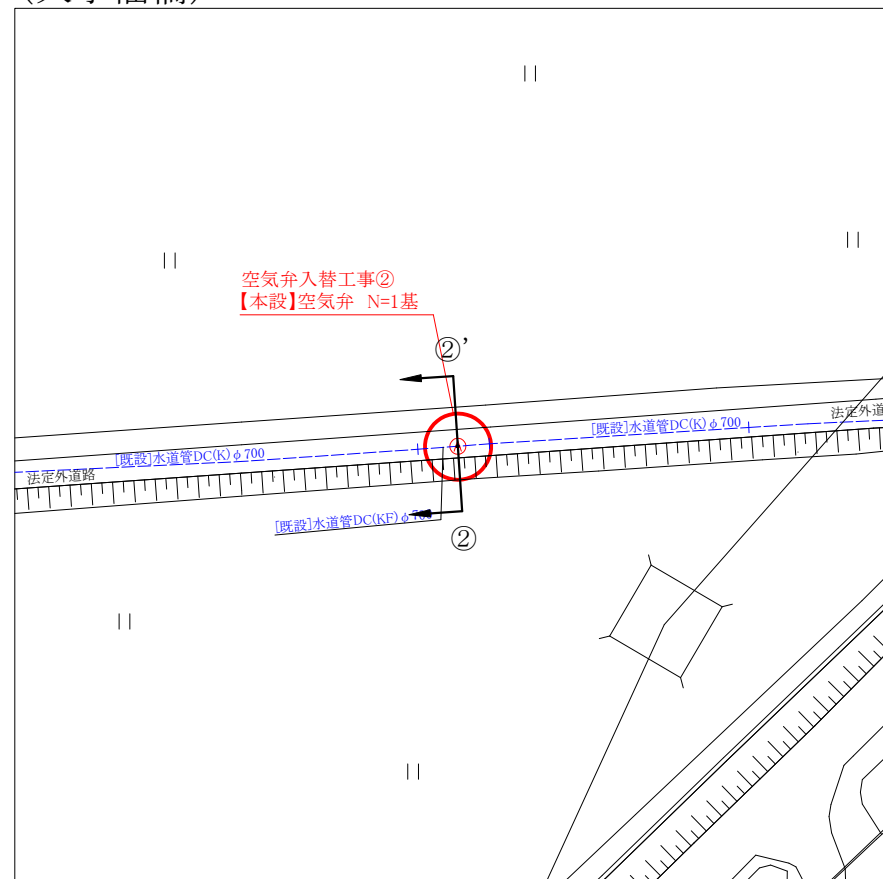 空気弁入替工事②
【本設】空気弁 N=1基
②’
法定外道
[既設]水道管DC(K)φ700
[既設]水道管DC(K)φ700
法定外道路
[既設]水道管DC(KF)φ700
②